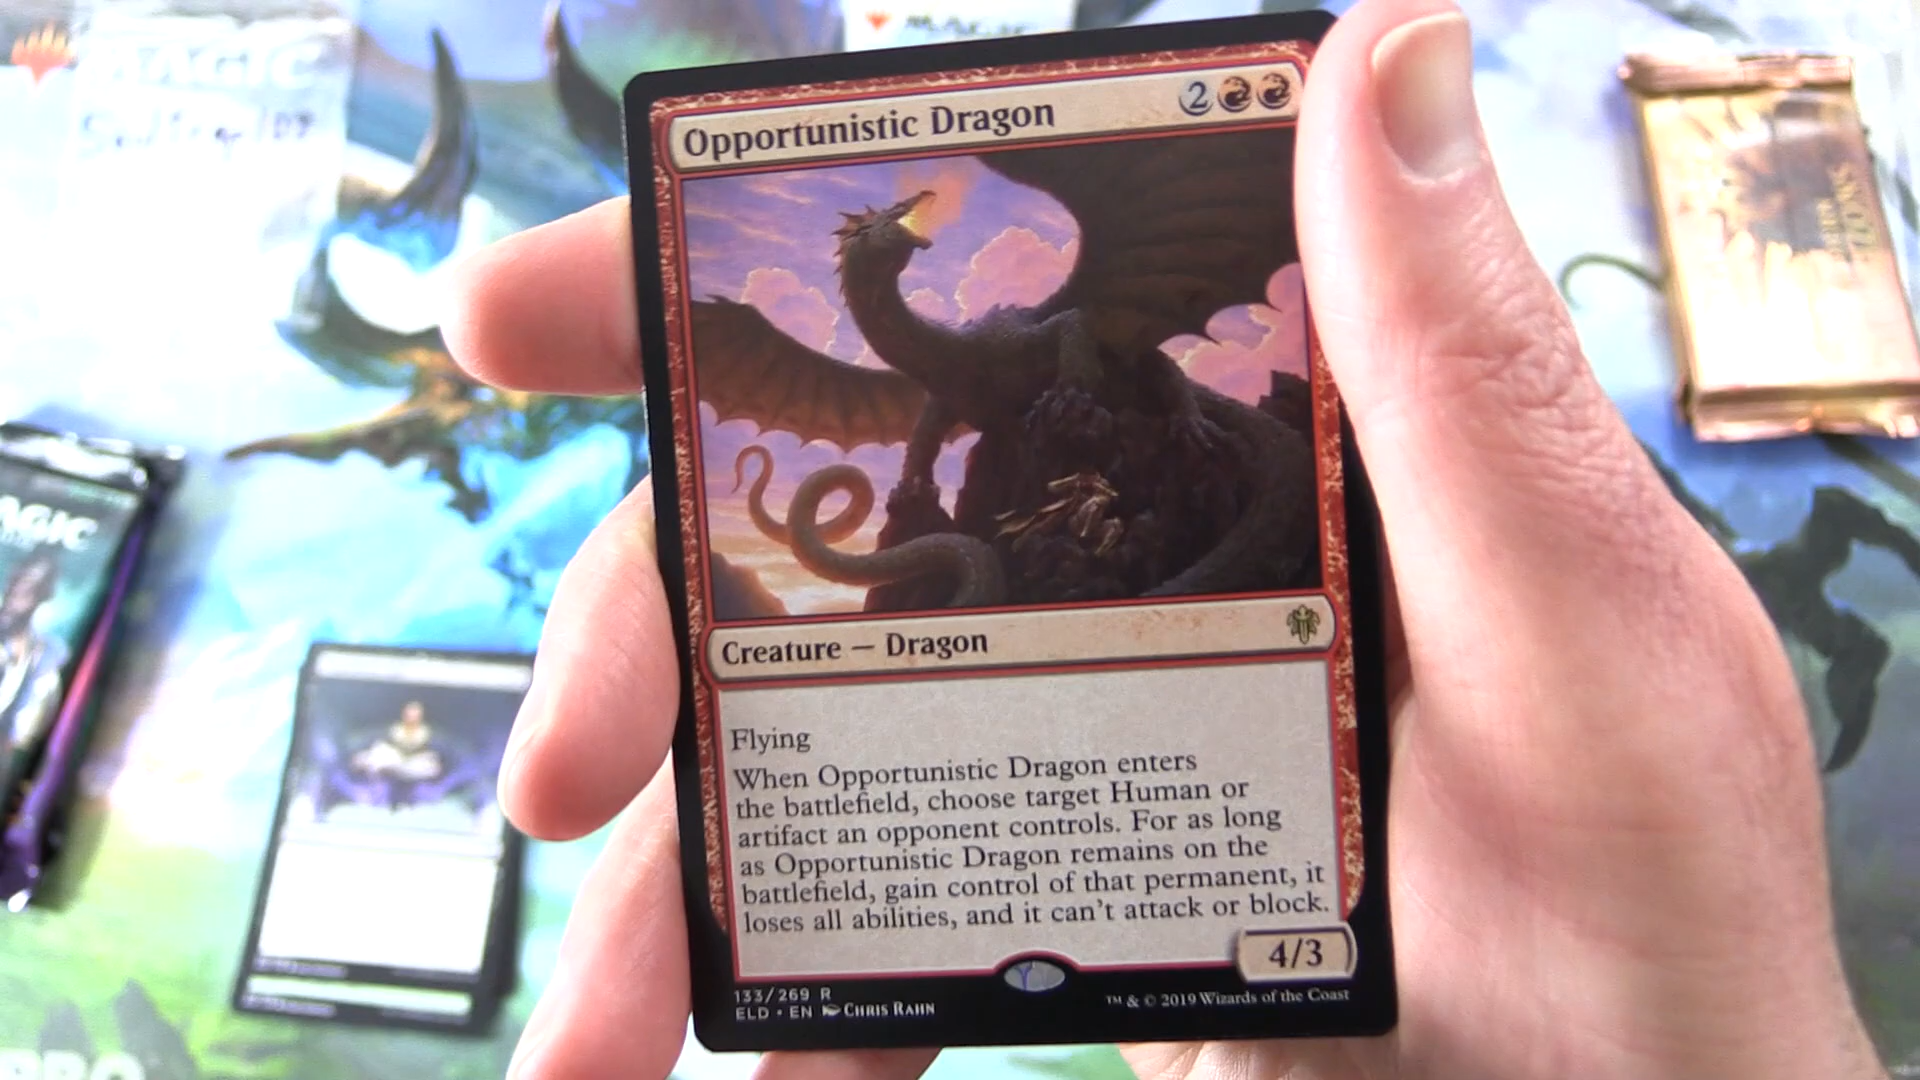 MAGIC
Opportunistic Dragon
2
Creature — Dragon
Flying
When Opportunistic Dragon enters
the battlefield, choose target Human or
artifact an opponent controls. For as long
as Opportunistic Dragon remains on the
battlefield, gain control of that permanent, it
loses all abilities, and it can't attack or block.
4/3
133/269 R
ELD • EN Chris Rahn
™ & © 2019 Wizards of the Coast
AGIC